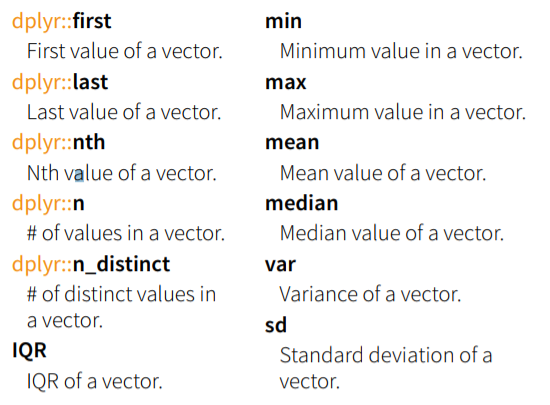 dplyr::first
First value of a vector.
dplyr::last
Last value of a vector.
dplyr::nth
Nth value of a vector.
dplyr::n
# of values in a vector.
dplyr::n_distinct
# of distinct values in
a vector.
IQR
IQR of a vector.
min
Minimum value in a vector.
max
Maximum value in a vector.
mean
Mean value of a vector.
median
Median value of a vector.
var
Variance of a vector.
sd
Standard deviation of a
vector.